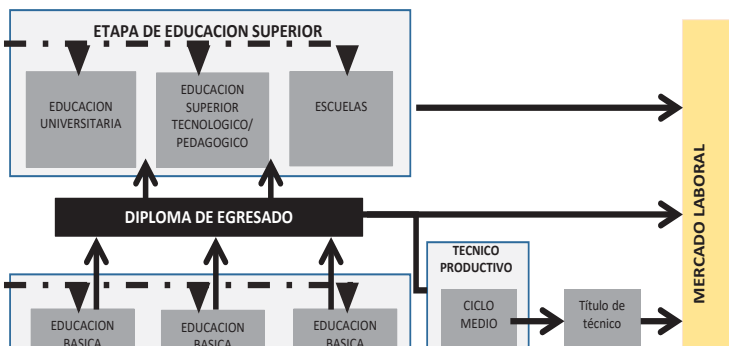 ETAPA DE EDUCACION SUPERIOR
EDUCACION
UNIVERSITARIA
EDUCACION
SUPERIOR
TECNOLOGICO/
PEDAGOGICO
ESCUELAS
DIPLOMA DE EGRESADO
TECNICO
PRODUCTIVO
EDUCACION
BASICA
EDUCACION
BASICA
EDUCACION
BASICA
CICLO
MEDIO
Título de
técnico
MERCADO LABORAL